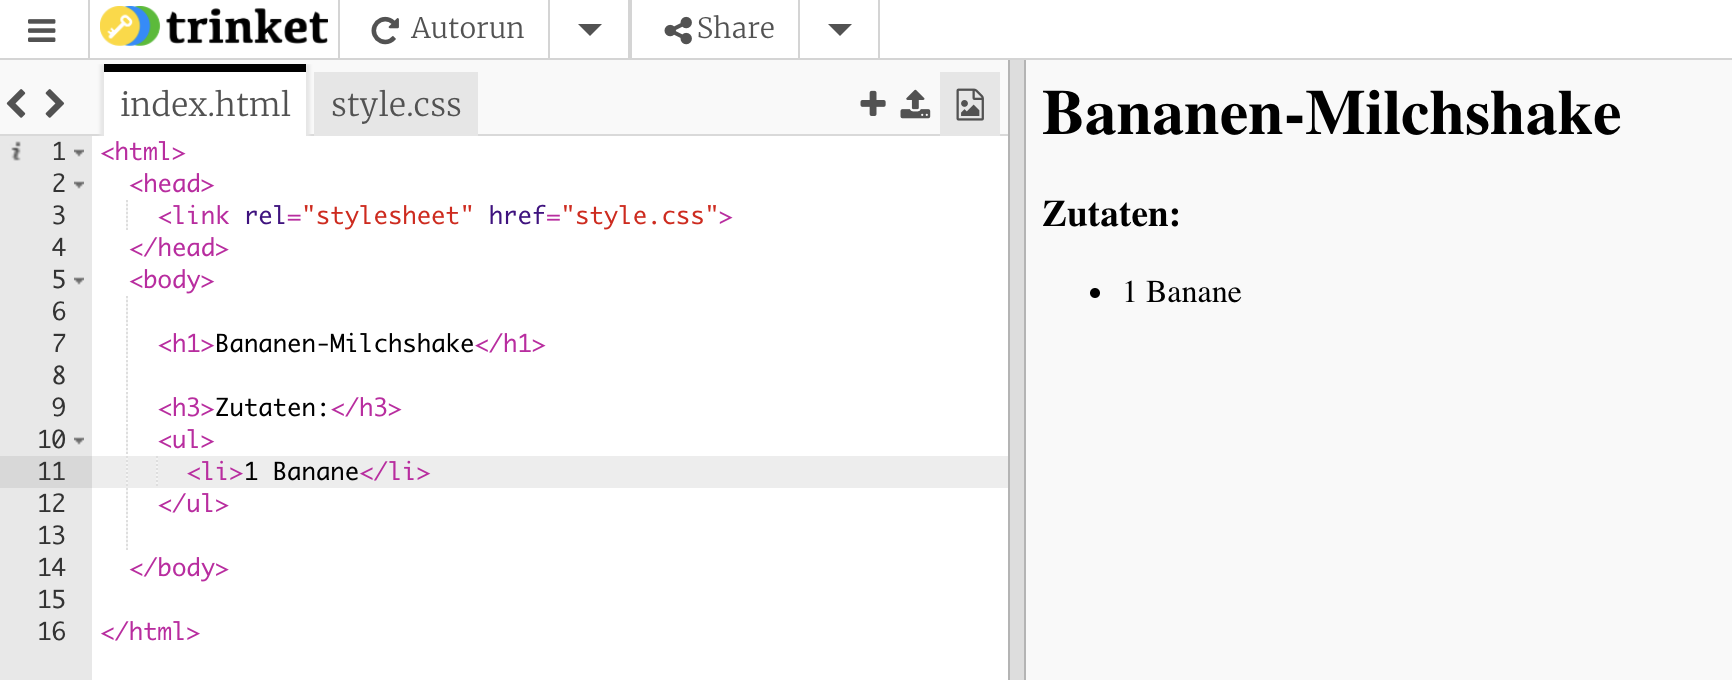 trinket Autorun Share
index.html style.css
1 <html>
2 <head>
3 <link rel="stylesheet" href="style.css">
4 </head>
5 <body>
6
7 <h1>Bananen-Milchshake</h1>
8
9 <h3>Zutaten:</h3>
10 <ul>
11 <li>1 Banane</li>
12 </ul>
13
14 </body>
15
16 </html>
Bananen-Milchshake
Zutaten:
• 1 Banane